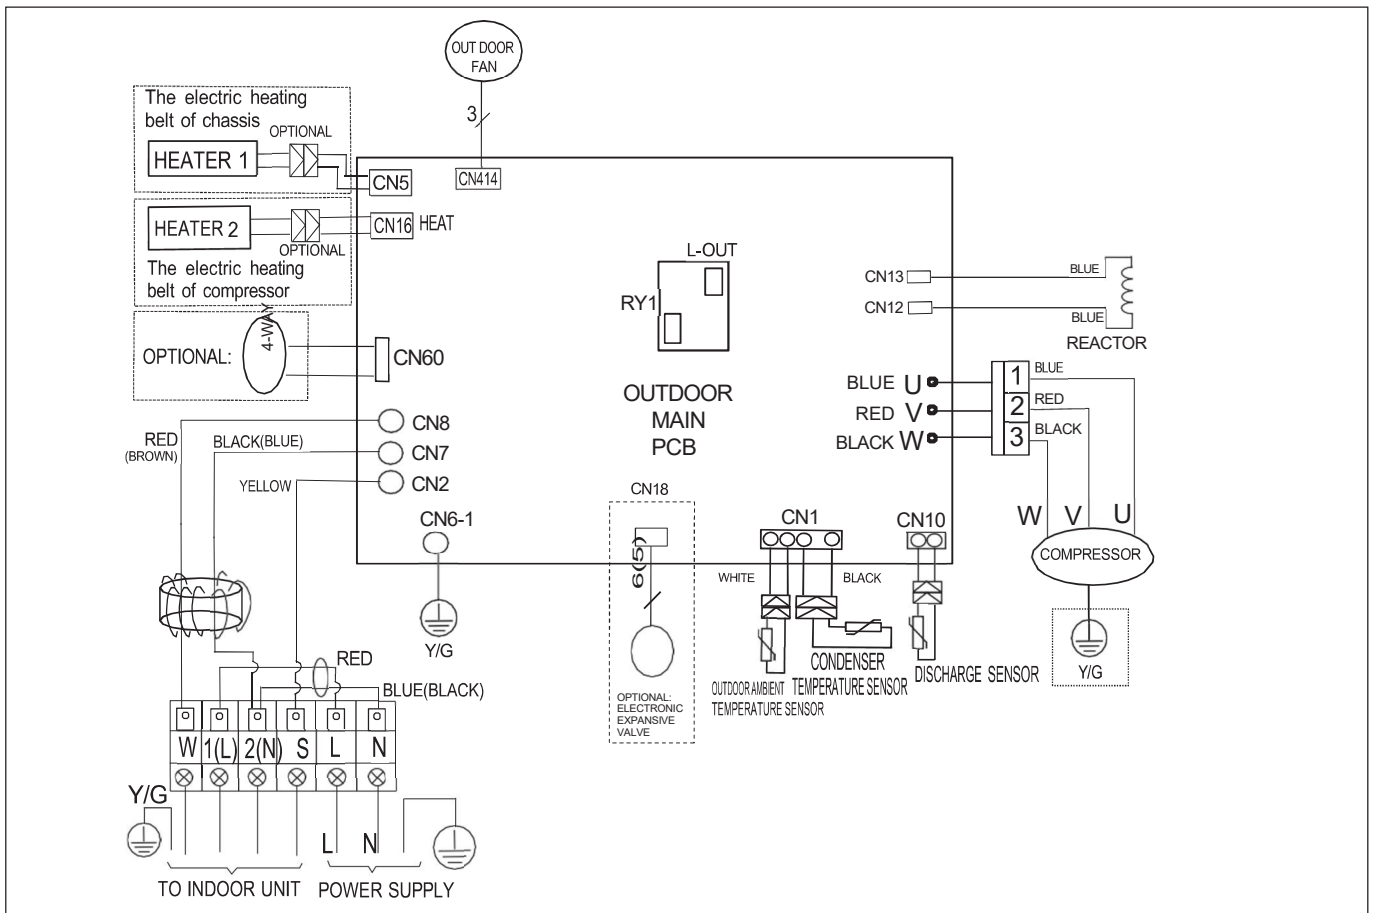 OUT DOOR
FAN
3
CN414
The electric heating
belt of chassis
OPTIONAL
HEATER 1
CN5
HEATER 2
CN16 HEAT
OPTIONAL
The electric heating
belt of compressor
OPTIONAL:
4-WAY
CN60
L-OUT
RY1
OUTDOOR
MAIN
PCB
CN13
BLUE
CN12
BLUE
REACTOR
BLUE U
RED V
BLACK W
1
2
3
BLUE
RED
BLACK
W V U
COMPRESSOR
Y/G
RED
(BROWN)
BLACK(BLUE)
YELLOW
CN8
CN7
CN2
CN6-1
Y/G
CN18
6(5)
OPTIONAL:
ELECTRONIC
EXPANSIVE
VALVE
CN1
WHITE
BLACK
OUTDOOR AMBIENT
TEMPERATURE SENSOR
CONDENSER
TEMPERATURE SENSOR
CN10
DISCHARGE SENSOR
RED
BLUE(BLACK)
W 1(L) 2(N) S L N
Y/G
L N
TO INDOOR UNIT
POWER SUPPLY